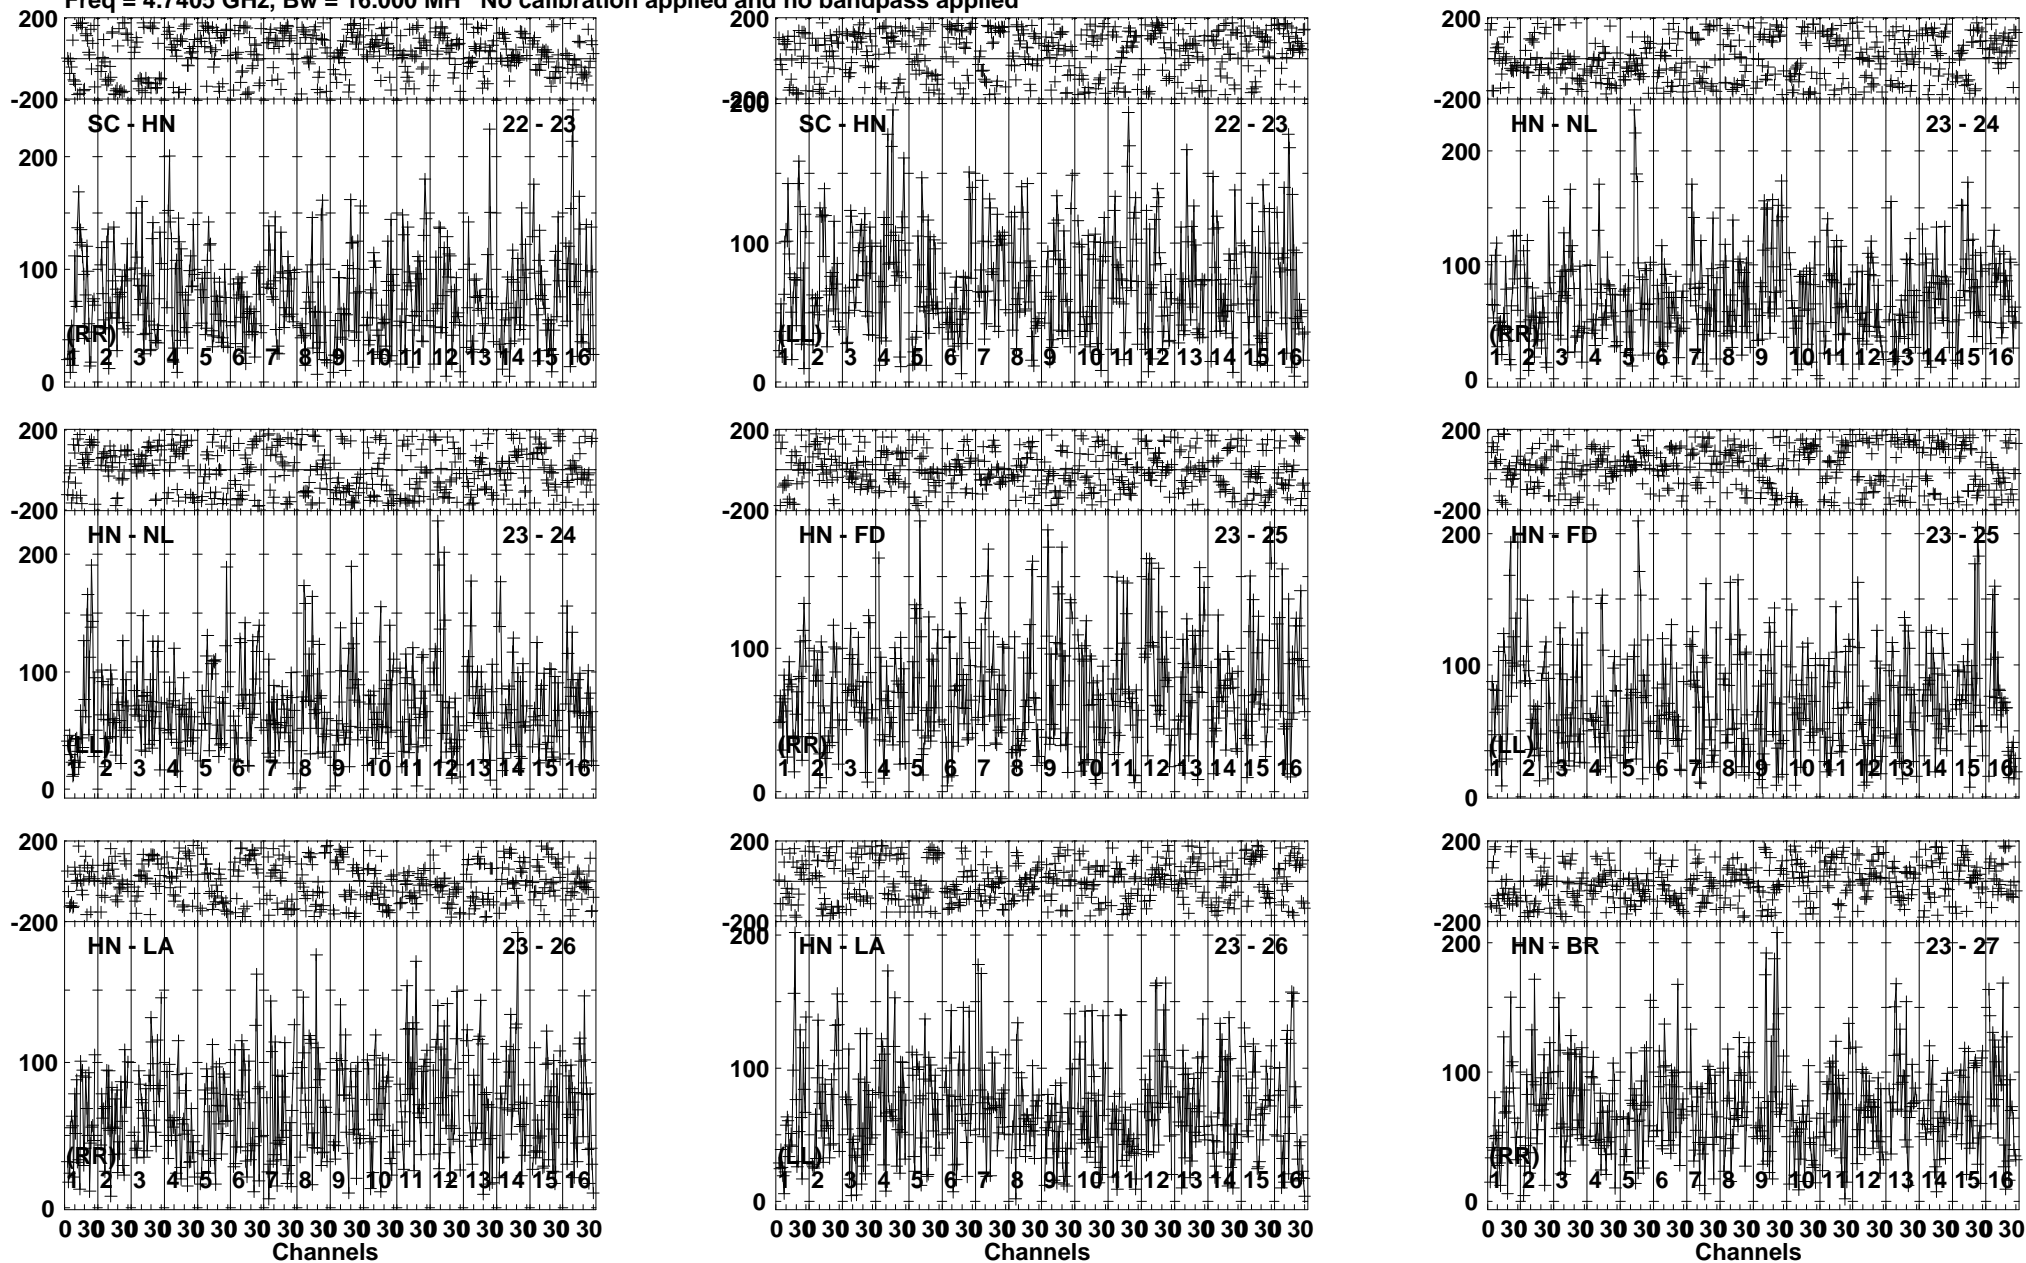 Freq = 4.7405 GHz, Bw = 16.000 MH No calibration applied and no bandpass applied
200 200 200
-200 -200 -200
SC - HN 22 - 23 SC - HN 22 - 23 HN - NL 23 - 24
200 200 200
100 100 100
(RR) (LL) (RR)
1 2 3 4 5 6 7 8 9 10 11 12 13 14 15 16 1 2 3 4 5 6 7 8 9 10 11 12 13 14 15 16 1 2 3 4 5 6 7 8 9 10 11 12 13 14 15 16
0 0 0
200 200 200
-200 -200 -200
HN - NL 23 - 24 HN - FD 23 - 25 HN - FD 23 - 25
200 200
100 100 100
(LL) (RR) (LL)
1 2 3 4 5 6 7 8 9 10 11 12 13 14 15 16 1 2 3 4 5 6 7 8 9 10 11 12 13 14 15 16 1 2 3 4 5 6 7 8 9 10 11 12 13 14 15 16
0 0 0
200 200 200
-200 -200 -200
HN - LA 23 - 26 HN - LA 23 - 26 HN - BR 23 - 27
200 200
100 100 100
(RR) (LL) (RR)
1 2 3 4 5 6 7 8 9 10 11 12 13 14 15 16 1 2 3 4 5 6 7 8 9 10 11 12 13 14 15 16 1 2 3 4 5 6 7 8 9 10 11 12 13 14 15 16
0 0 0
0 30 30 30 30 30 30 30 30 30 30 30 30 30 30 30 30 0 30 30 30 30 30 30 30 30 30 30 30 30 30 30 30 30 0 30 30 30 30 30 30 30 30 30 30 30 30 30 30 30 30
Channels Channels Channels